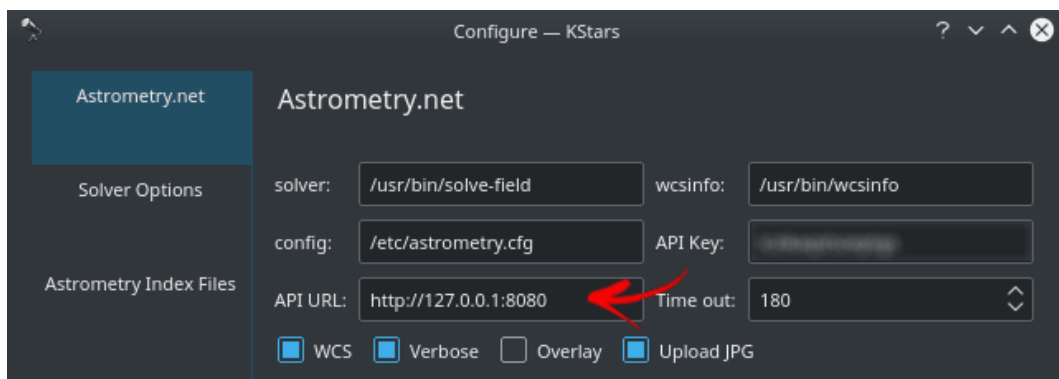 Configure — KStars
Astrometry.net
Astrometry.net
Solver Options
Astrometry Index Files
solver: /usr/bin/solve-field wcsinfo: /usr/bin/wcsinfo
config: /etc/astrometry.cfg API Key:
API URL: http://127.0.0.1:8080 Time out: 180
WCS Verbose Overlay Upload JPG